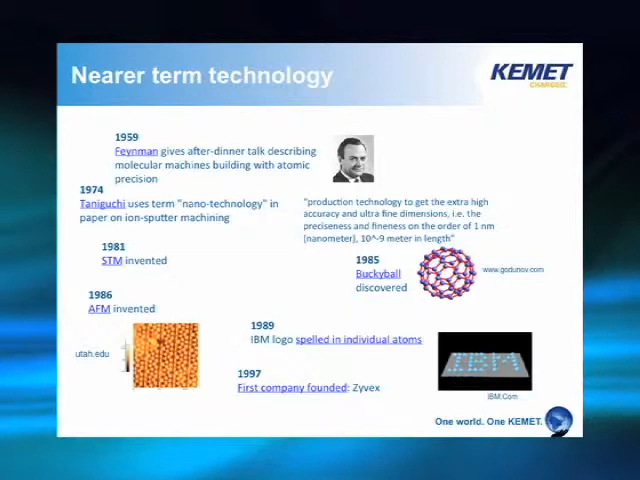 Nearer term technology
KEMET
CHARGED.
1959
Feynman gives after-dinner talk describing
molecular machines building with atomic
precision
1974
Taniguchi uses term "nano-technology" in
paper on ion-sputter machining
"production technology to get the extra high
accuracy and ultra fine dimensions, i.e. the
preciseness and fineness on the order of 1 nm
(nanometer), 10^-9 meter in length"
1981
STM invented
1985
Buckyball
discovered
www.godunov.com
1986
AFM invented
utah.edu
1989
IBM logo spelled in individual atoms
IBM
IBM.Com
1997
First company founded: Zyvex
One world. One KEMET.